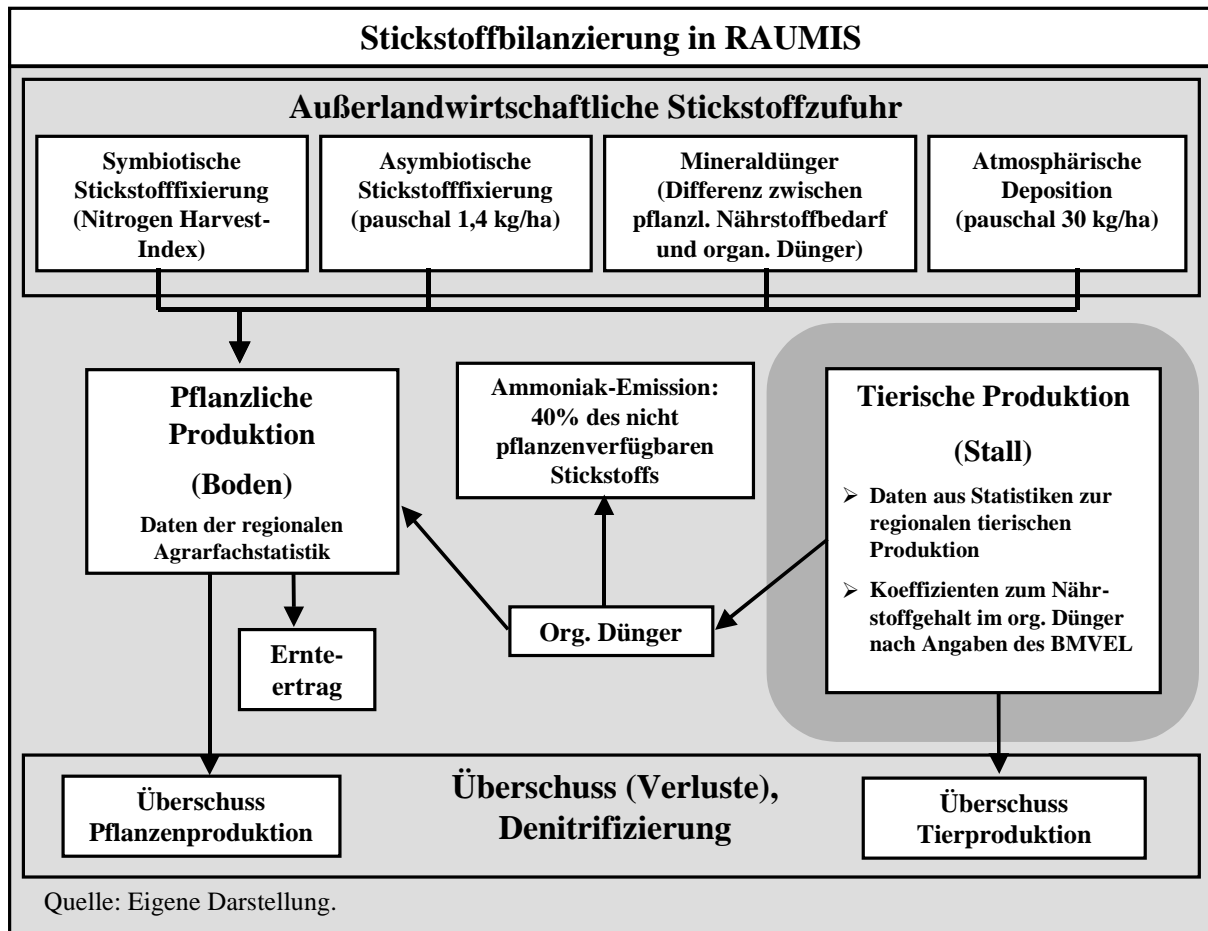 Stickstoffbilanzierung in RAUMIS
Außerlandwirtschaftliche Stickstoffzufuhr
Symbiotische
Stickstofffixierung
(Nitrogen Harvest-
Index)
Asymbiotische
Stickstofffixierung
(pauschal 1,4 kg/ha)
Mineraldünger
(Differenz zwischen
pflanzl. Nährstoffbedarf
und organ. Dünger)
Atmosphärische
Deposition
(pauschal 30 kg/ha)
Pflanzliche
Produktion
(Boden)
Daten der regionalen
Agrarfachstatistik
Ammoniak-Emission:
40% des nicht
pflanzenverfügbaren
Stickstoffs
Tierische Produktion
(Stall)
➢ Daten aus Statistiken zur
regionalen tierischen
Produktion
➢ Koeffizienten zum Nähr-
stoffgehalt im org. Dünger
nach Angaben des BMVEL
Org. Dünger
Ernte-
ertrag
Überschuss
Pflanzenproduktion
Überschuss (Verluste),
Denitrifizierung
Überschuss
Tierproduktion
Quelle: Eigene Darstellung.